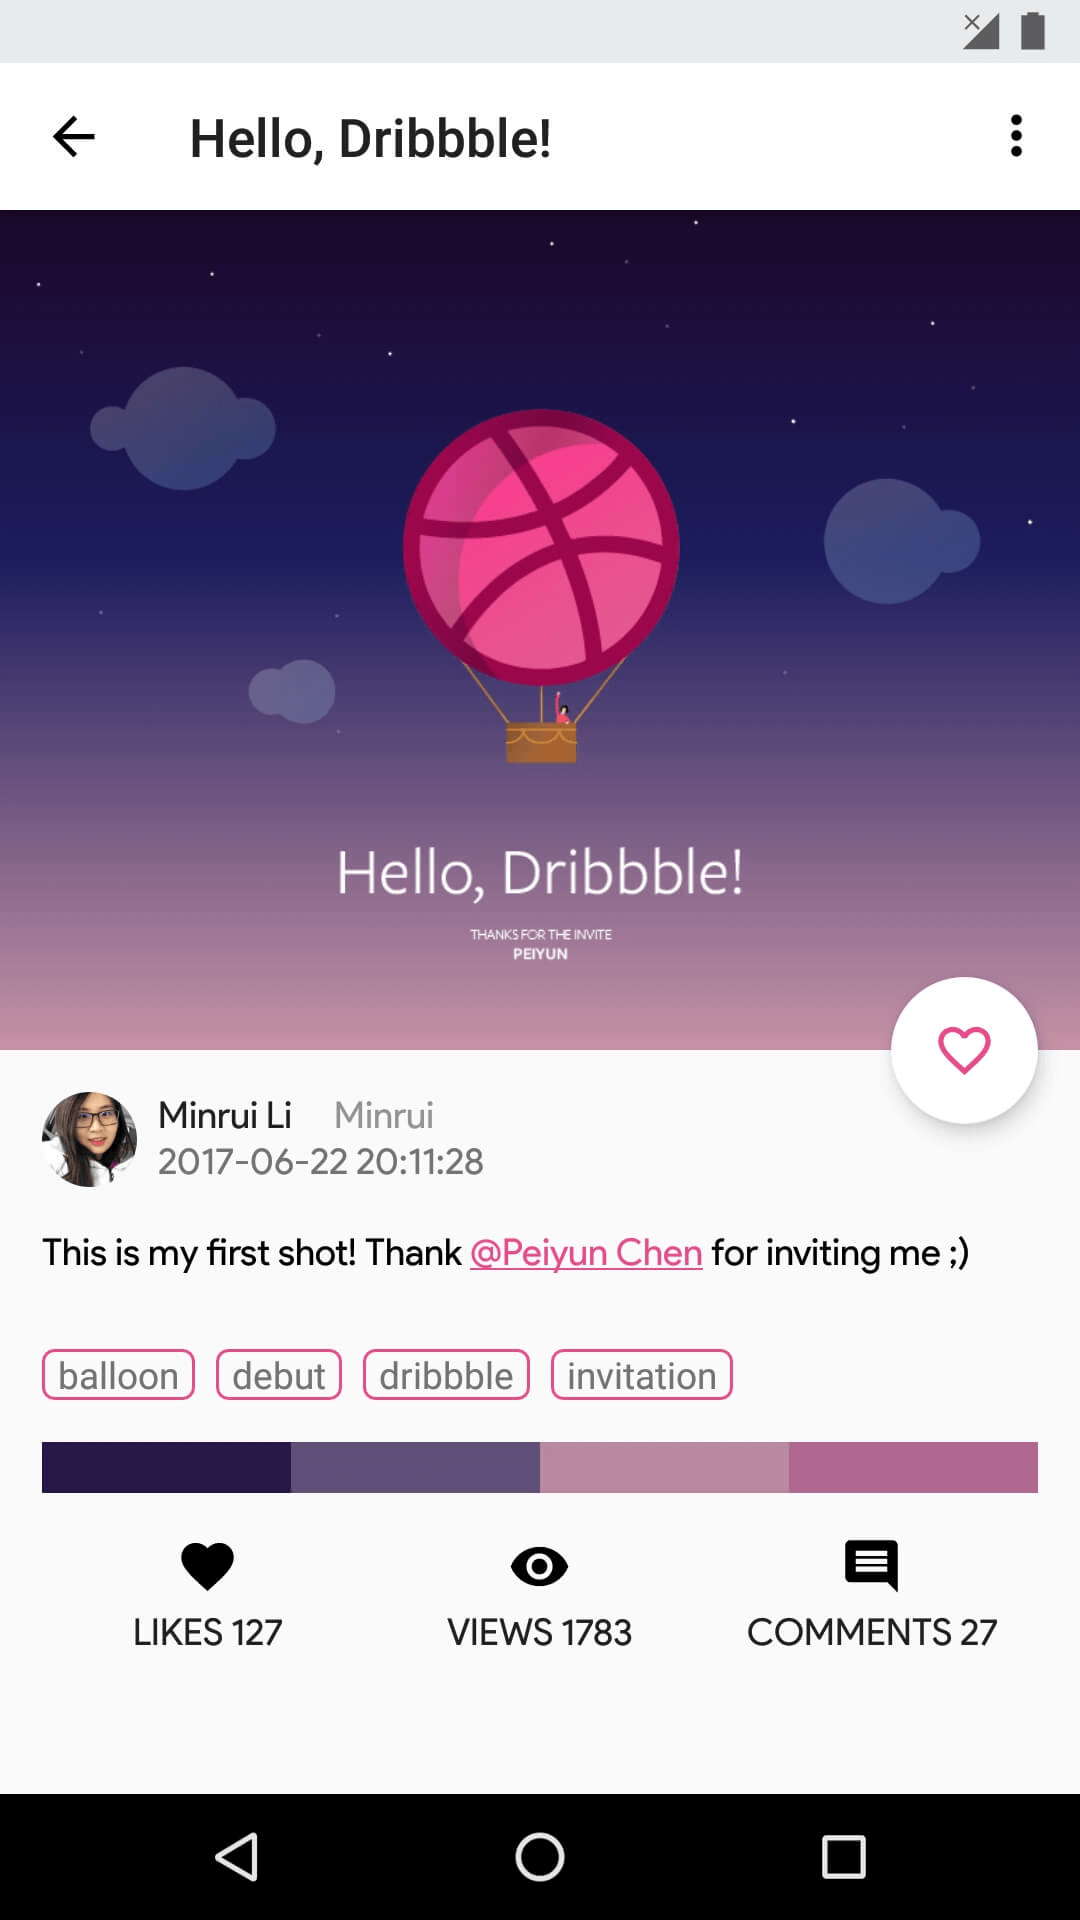 Hello, Dribbble!
Hello, Dribbble!
THANKS FOR THE INVITE
PEIYUN
Minrui Li Minrui
2017-06-22 20:11:28
This is my first shot! Thank @Peiyun Chen for inviting me ;)
balloon debut dribbble invitation
LIKES 127 VIEWS 1783 COMMENTS 27